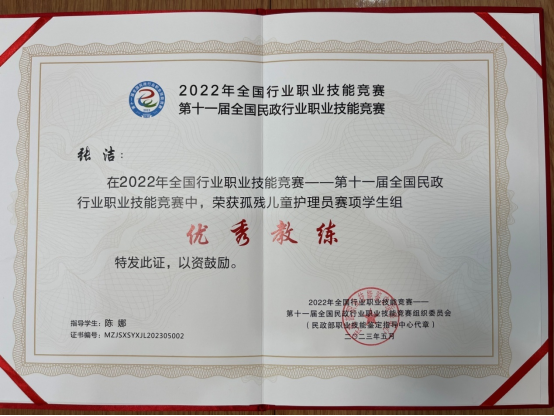 2022年全国行业职业技能竞赛
第十一届全国民政行业职业技能竞赛
张洁：
在2022年全国行业职业技能竞赛——第十一届全国民政
行业职业技能竞赛中，荣获孤残儿童护理员赛项学生组
优秀教练
特发此证，以资鼓励。
2022年全国行业职业技能竞赛——
第十一届全国民政行业职业技能竞赛组织委员会
（民政部职业技能鉴定指导中心代章）
二〇二三年五月
指导学生：陈娜
证书编号：MZJSXSYXJL202305002